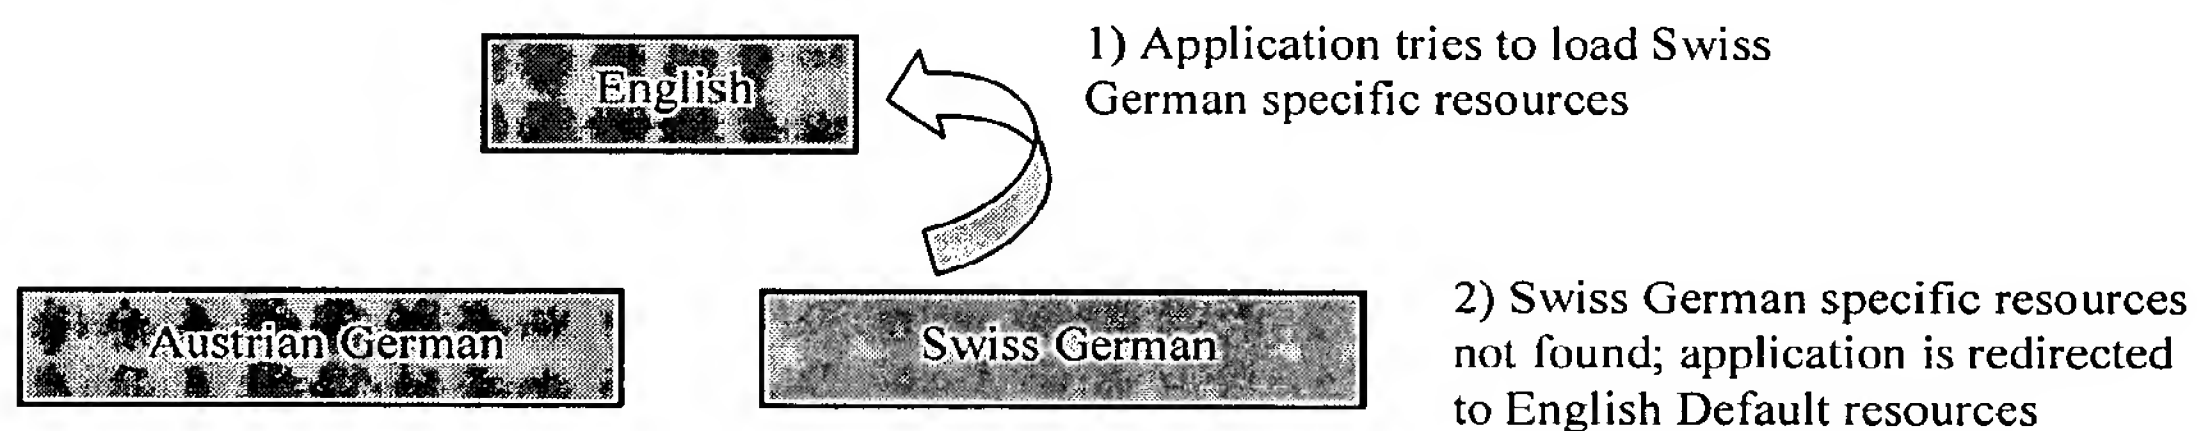 English
1) Application tries to load Swiss
German specific resources
Austrian German
Swiss German
2) Swiss German specific resources
not found; application is redirected
to English Default resources